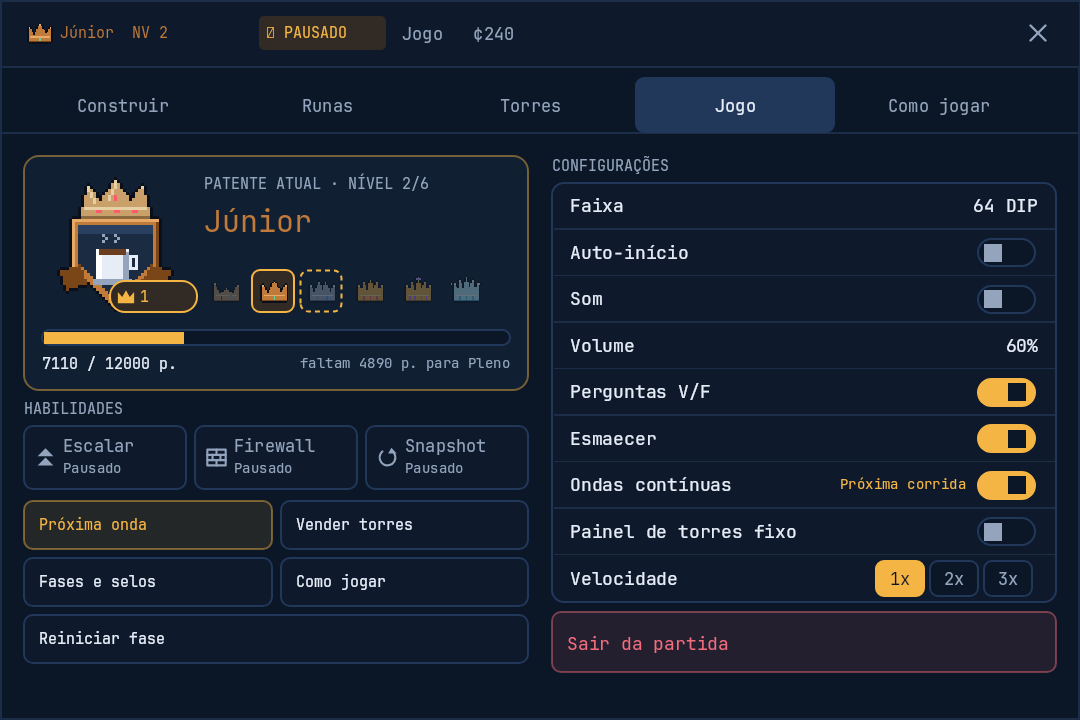 Júnior NV 2
PAUSADO
Jogo
¢240
Construir
Runas
Torres
Jogo
Como jogar
PATENTE ATUAL · NÍVEL 2/6
Júnior
1
7110 / 12000 p.
faltam 4890 p. para Pleno
HABILIDADES
Escalar
Pausado
Firewall
Pausado
Snapshot
Pausado
Próxima onda
Vender torres
Fases e selos
Como jogar
Reiniciar fase
CONFIGURAÇÕES
Faixa 64 DIP
Auto-início
Som
Volume 60%
Perguntas V/F
Esmaecer
Ondas contínuas Próxima corrida
Painel de torres fixo
Velocidade 1x 2x 3x
Sair da partida